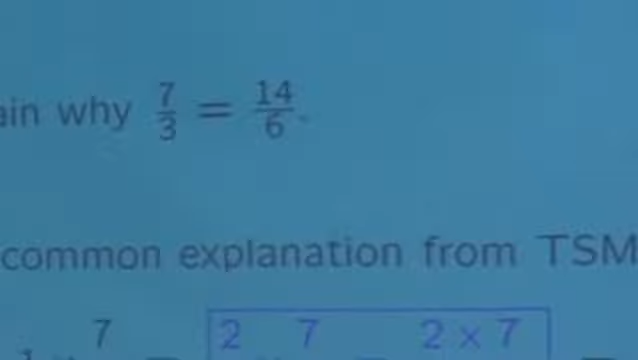 ain why 7/3 = 14/6.
common explanation from TSM
7 2 7 2 × 7